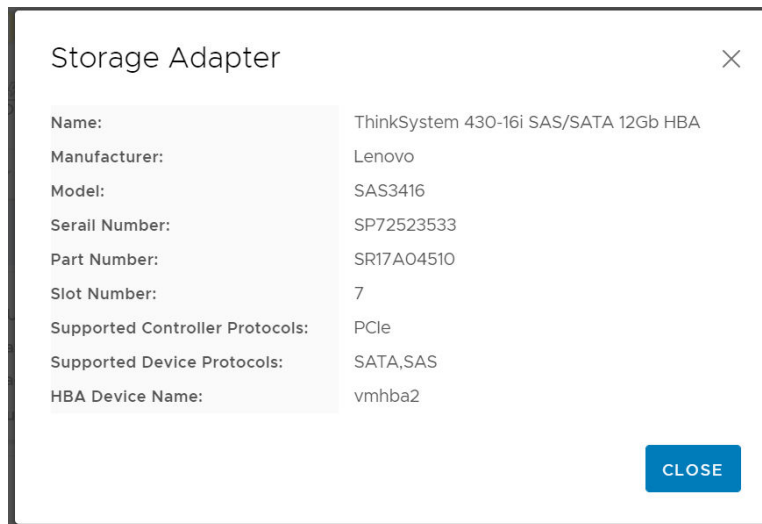 Storage Adapter
Name: ThinkSystem 430-16i SAS/SATA 12Gb HBA
Manufacturer: Lenovo
Model: SAS3416
Serail Number: SP72523533
Part Number: SR17A04510
Slot Number: 7
Supported Controller Protocols: PCIe
Supported Device Protocols: SATA,SAS
HBA Device Name: vmhba2
CLOSE